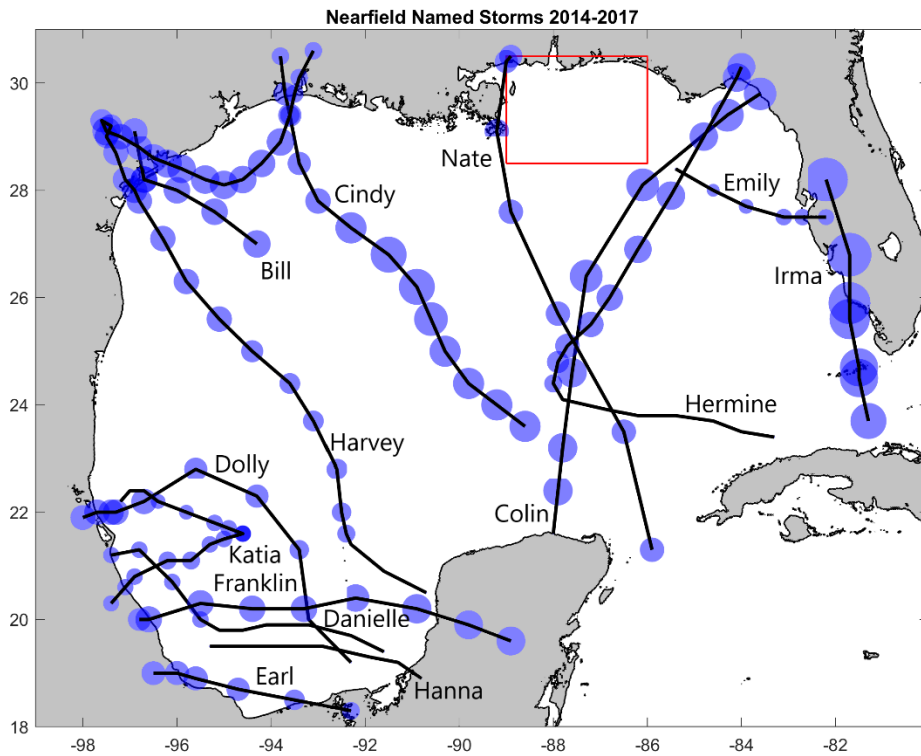 Nearfield Named Storms 2014-2017
30
28
26
24
22
20
18
Nate
Cindy
Emily
Bill
Irma
Harvey
Hermine
Dolly
Colin
Katia
Franklin
Danielle
Earl
Hanna
-98
-96
-94
-92
-90
-88
-86
-84
-82